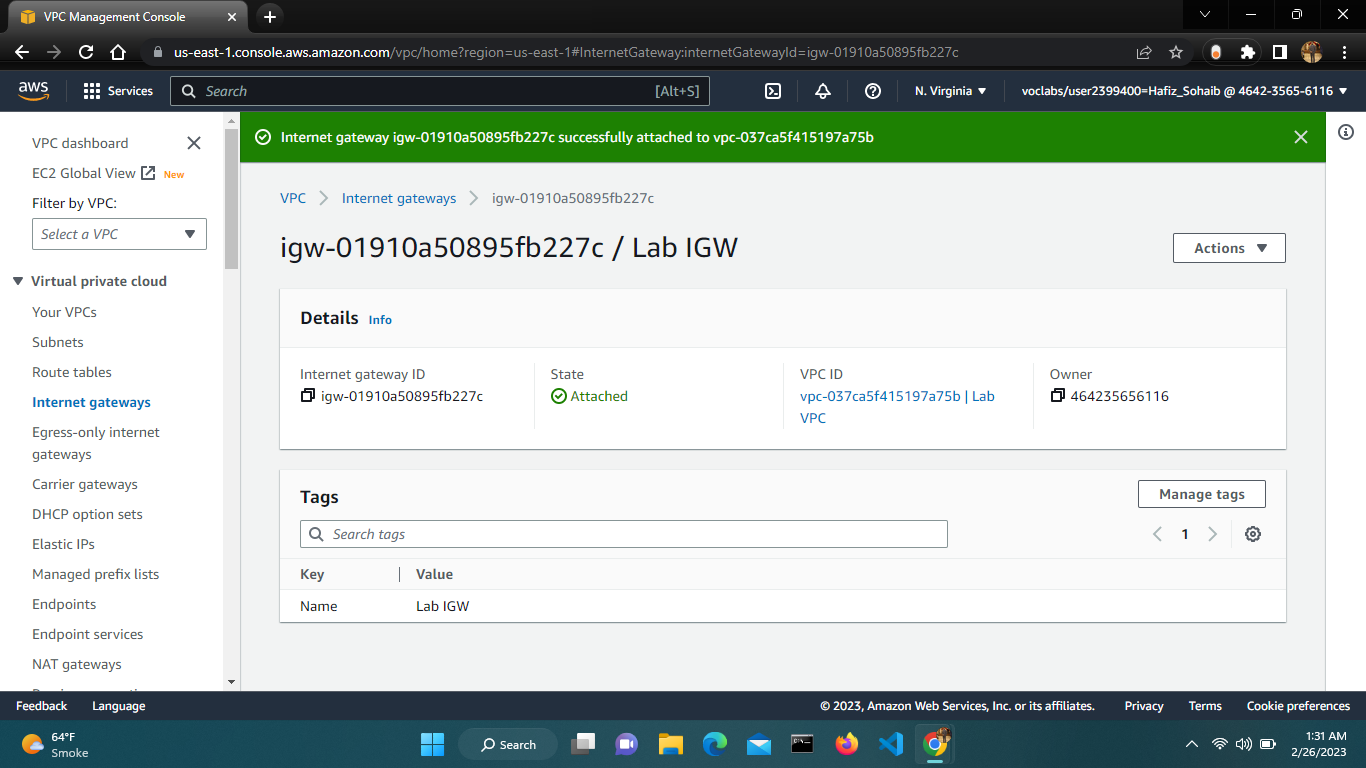 VPC Management Console
us-east-1.console.aws.amazon.com/vpc/home?region=us-east-1#InternetGateway:internetGatewayId=igw-01910a50895fb227c
aws
Services
Search
[Alt+S]
N. Virginia
voclabs/user2399400=Hafiz_Sohaib @ 4642-3565-6116
VPC dashboard
EC2 Global View New
Filter by VPC:
Select a VPC
Virtual private cloud
Your VPCs
Subnets
Route tables
Internet gateways
Egress-only internet
gateways
Carrier gateways
DHCP option sets
Elastic IPs
Managed prefix lists
Endpoints
Endpoint services
NAT gateways
Internet gateway igw-01910a50895fb227c successfully attached to vpc-037ca5f415197a75b
VPC
Internet gateways
igw-01910a50895fb227c
igw-01910a50895fb227c / Lab IGW
Actions
Details Info
Internet gateway ID
igw-01910a50895fb227c
State
Attached
VPC ID
vpc-037ca5f415197a75b | Lab
VPC
Owner
464235656116
Tags
Manage tags
Search tags
1
Key
Value
Name
Lab IGW
Feedback
Language
© 2023, Amazon Web Services, Inc. or its affiliates.
Privacy
Terms
Cookie preferences
64°F
Smoke
Search
1:31 AM
2/26/2023